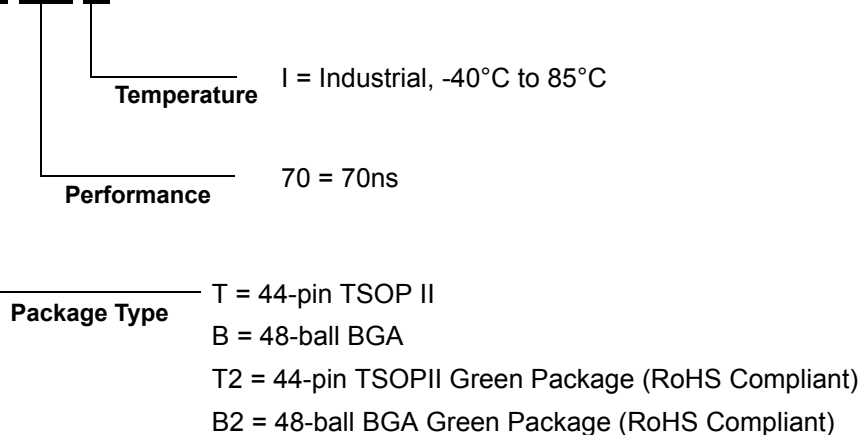 I = Industrial, -40°C to 85°C
Temperature
70 = 70ns
Performance
T = 44-pin TSOP II
Package Type
B = 48-ball BGA
T2 = 44-pin TSOPII Green Package (RoHS Compliant)
B2 = 48-ball BGA Green Package (RoHS Compliant)